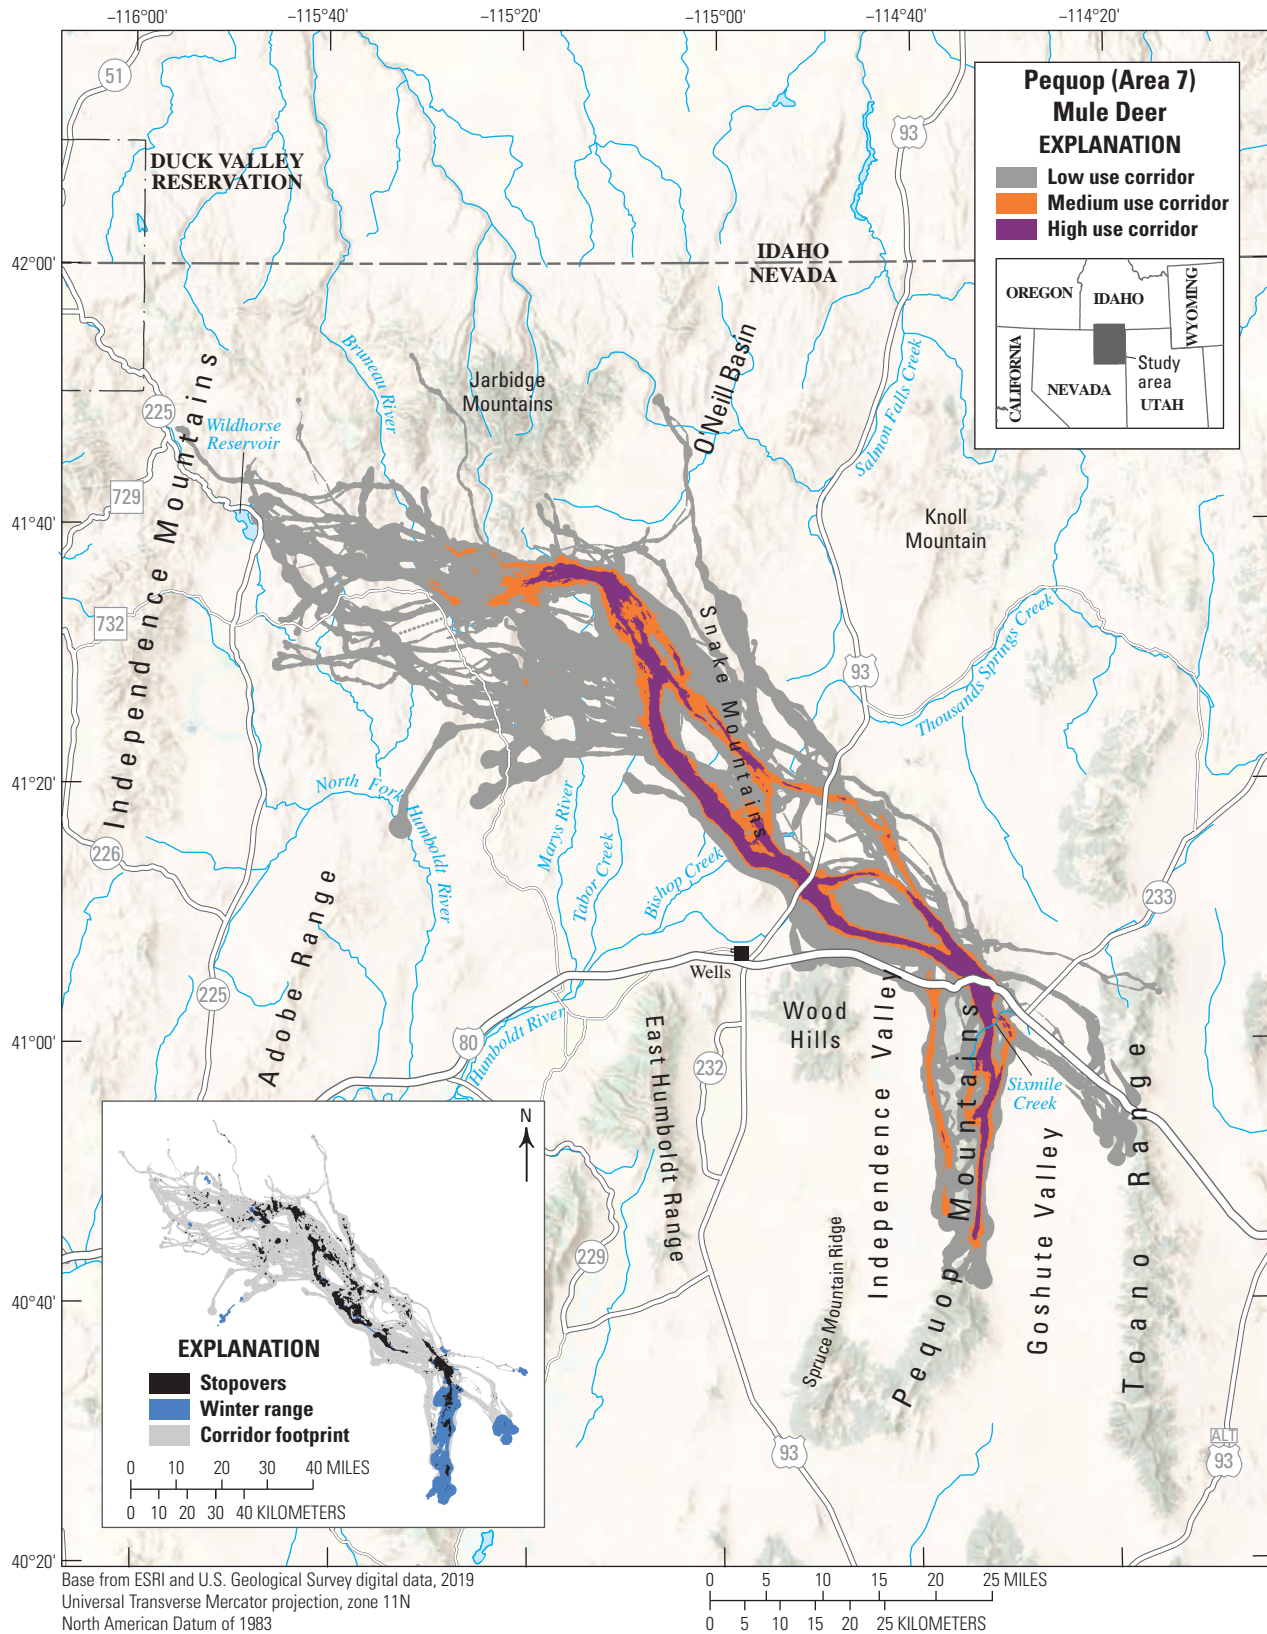 −116°00'
−115°40'
−115°20'
−115°00'
−114°40'
−114°20'
51
93
Pequop (Area 7)
Mule Deer
EXPLANATION
Low use corridor
Medium use corridor
High use corridor
DUCK VALLEY
RESERVATION
42°00'
IDAHO
NEVADA
OREGON
IDAHO
WYOMING
CALIFORNIA
NEVADA
UTAH
Study
area
Bruneau River
Jarbidge
Mountains
O'Neill Basin
Salmon Falls Creek
225
Wildhorse
Reservoir
Independence Mountains
729
41°40'
Knoll
Mountain
732
Snake Mountains
93
Thousands Springs Creek
41°20'
North Fork Humboldt River
Marys River
Tabor Creek
Bishop Creek
226
233
Adobe Range
225
Wells
Wood
Hills
Independence Valley
Pequop Mountains
Sixmile
Creek
41°00'
80
Humboldt River
East Humboldt Range
232
Goshute Valley
Toano Range
Spruce Mountain Ridge
229
40°40'
93
ALT
93
40°20'
N
EXPLANATION
Stopovers
Winter range
Corridor footprint
0 10 20 30 40 MILES
0 10 20 30 40 KILOMETERS
Base from ESRI and U.S. Geological Survey digital data, 2019
Universal Transverse Mercator projection, zone 11N
North American Datum of 1983
0 5 10 15 20 25 MILES
0 5 10 15 20 25 KILOMETERS